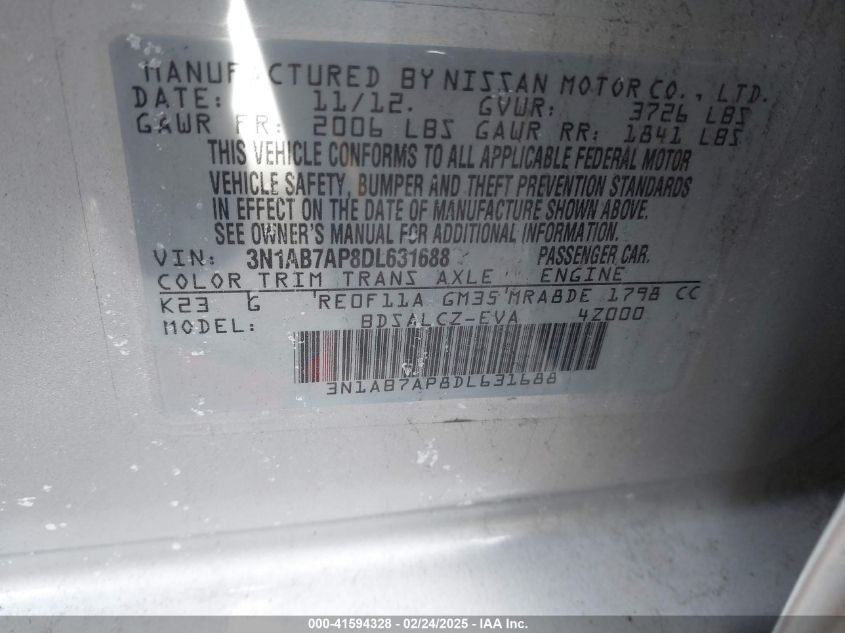 MANUFACTURED BY NISSAN MOTOR CO., LTD.
DATE: 11/12. GVWR: 3726 LBS
GAWR FR: 2006 LBS GAWR RR: 1841 LBS
THIS VEHICLE CONFORMS TO ALL APPLICABLE FEDERAL MOTOR
VEHICLE SAFETY, BUMPER AND THEFT PREVENTION STANDARDS
IN EFFECT ON THE DATE OF MANUFACTURE SHOWN ABOVE.
SEE OWNER'S MANUAL FOR ADDITIONAL INFORMATION.
VIN: 3N1AB7AP8DL631688 PASSENGER CAR.
COLOR TRIM TRANS AXLE ENGINE
K23 G RE0F11A GM35 MRA8DE 1798 CC
MODEL: BDSALCZ-EVA 4Z000
3N1AB7AP8DL631688
000-41594328 - 02/24/2025 - IAA Inc.